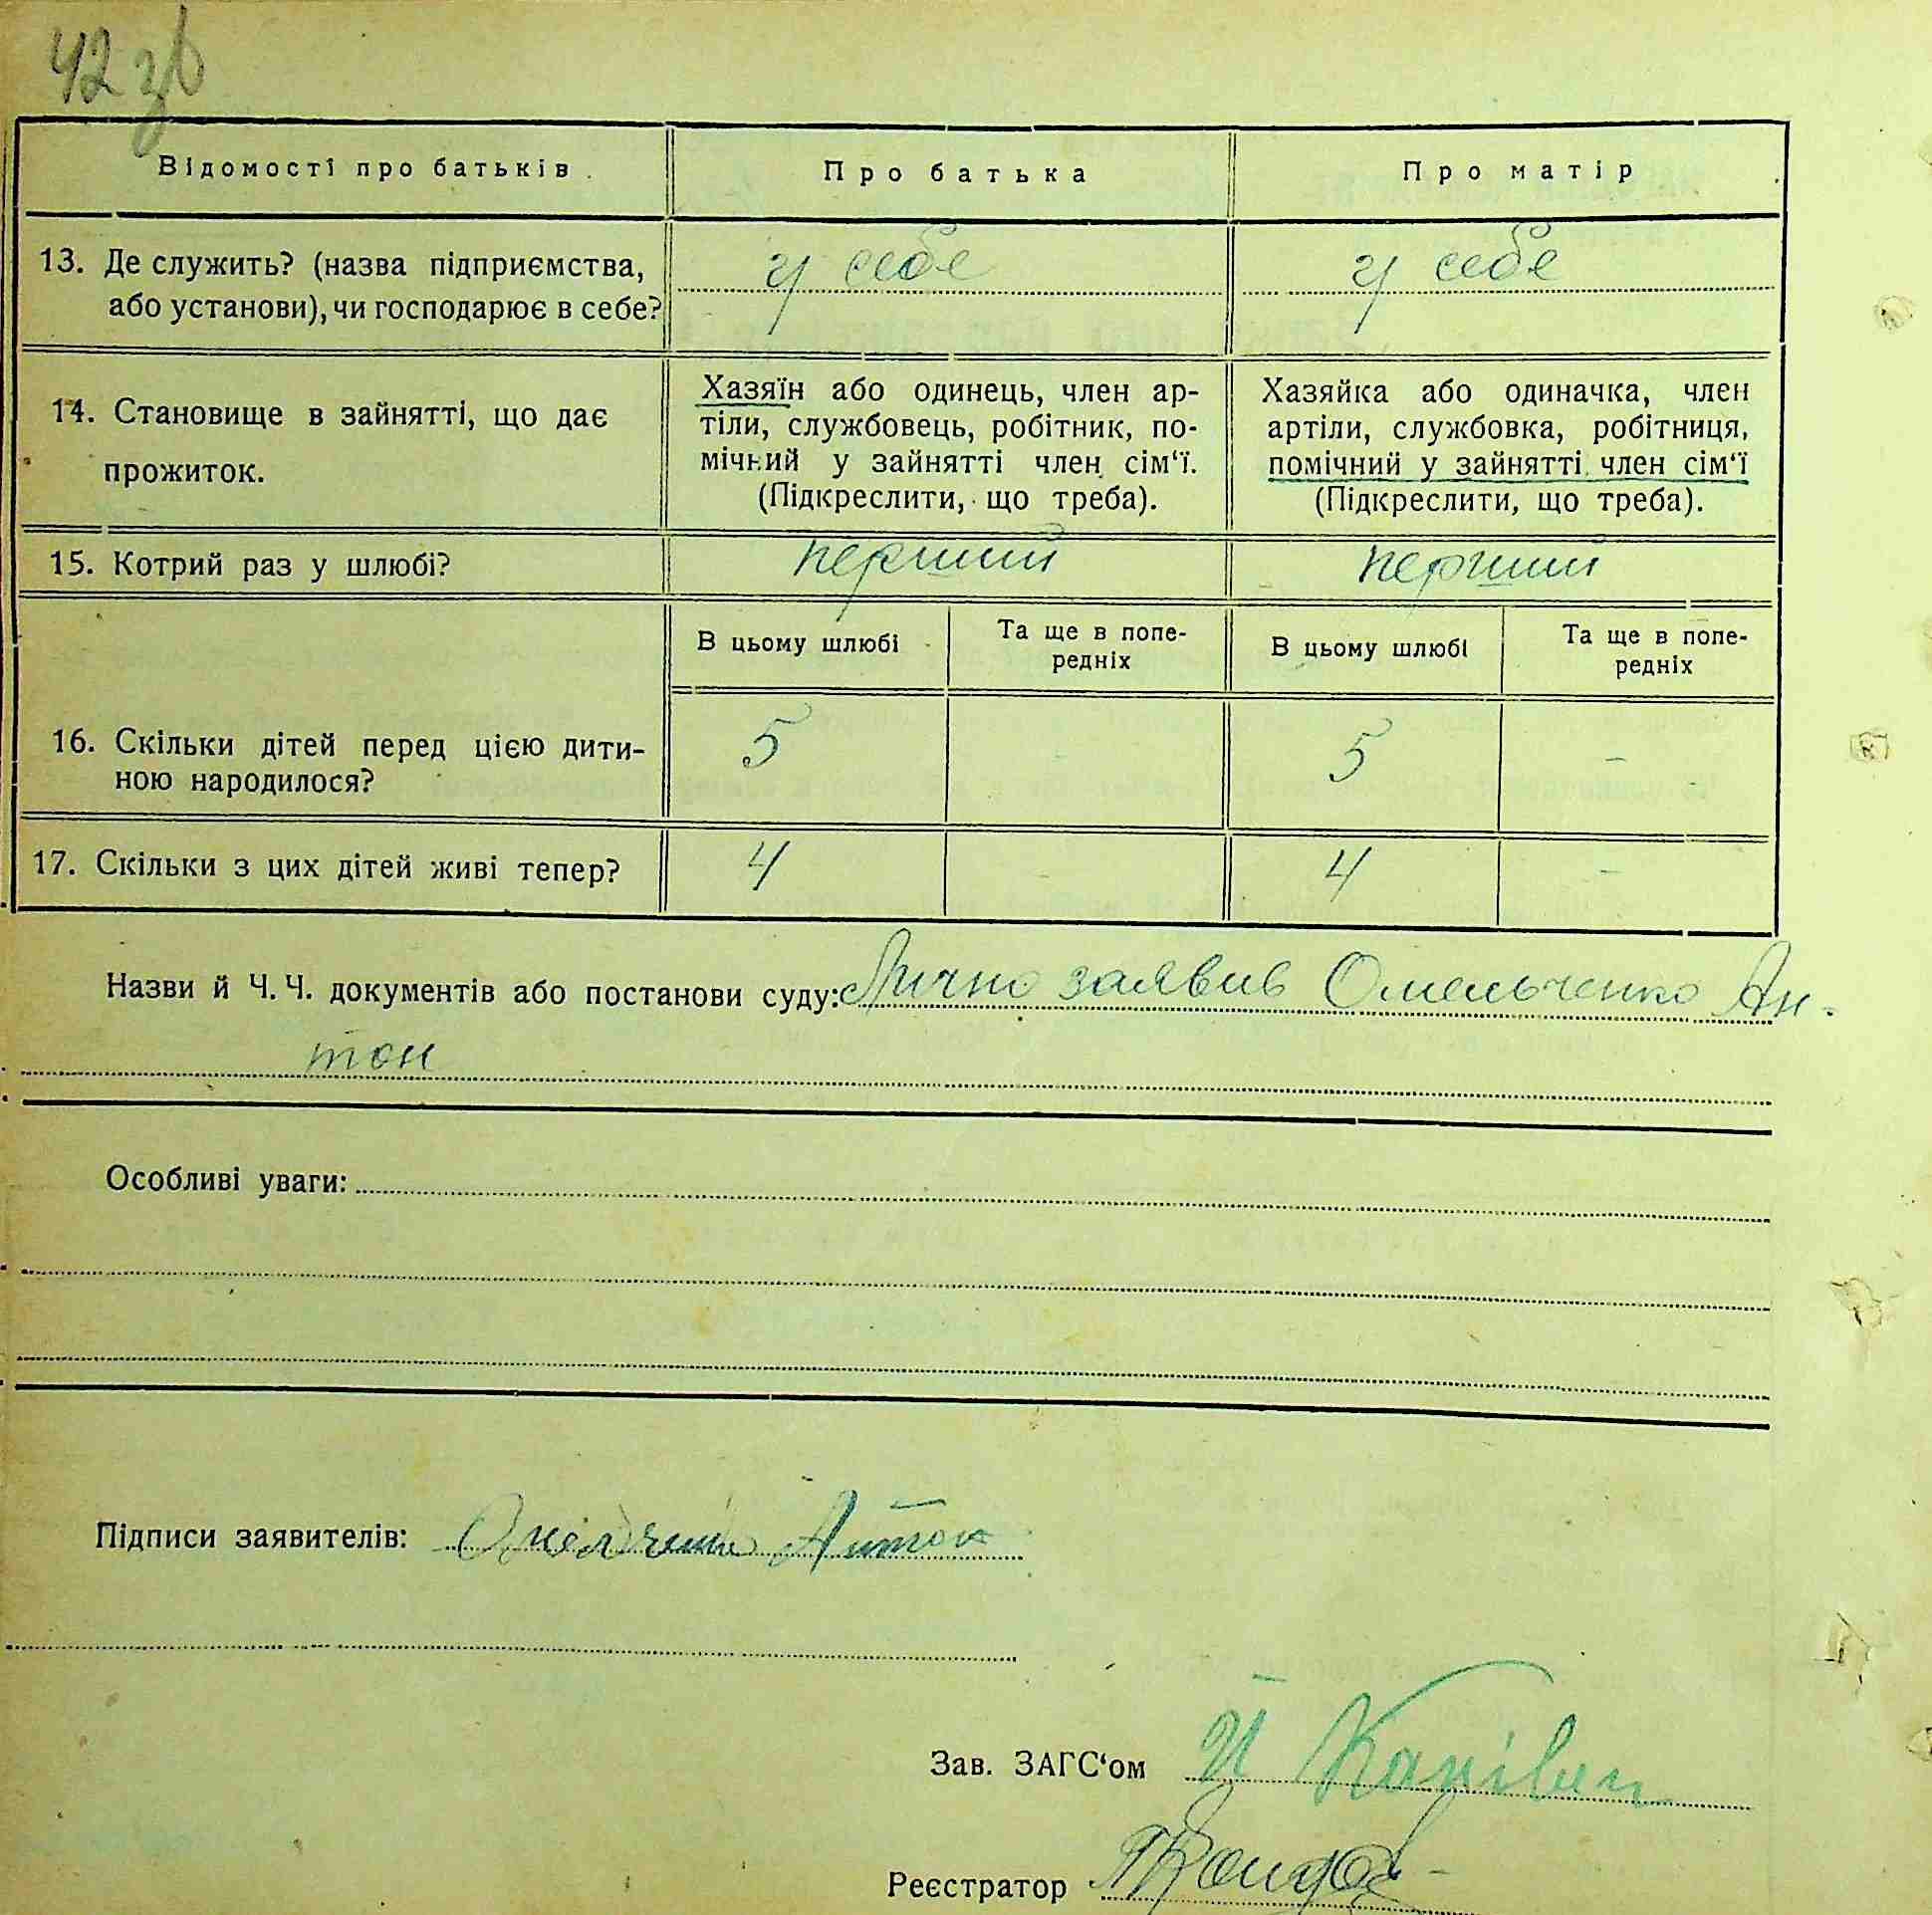 42 зв
Відомості про батьків
Про батька
Про матір
13. Де служить? (назва підприємства,
або установи), чи господарює в себе?
у себе
у себе
14. Становище в зайнятті, що дає
прожиток.
Хазяїн або одинець, член ар-
тіли, службовець, робітник, по-
мічний у зайнятті член сім‘ї.
(Підкреслити, що треба).
Хазяйка або одиначка, член
артіли, службовка, робітниця,
помічний у зайнятті член сім‘ї
(Підкреслити, що треба).
15. Котрий раз у шлюбі?
перший
перший
В цьому шлюбі
Та ще в попе-
редніх
В цьому шлюбі
Та ще в попе-
редніх
16. Скільки дітей перед цією дити-
ною народилося?
5
-
5
-
17. Скільки з цих дітей живі тепер?
4
-
4
-
Назви й Ч. Ч. документів або постанови суду: Лично заявив Омельченко Ан-
тон
Особливі уваги:
Підписи заявителів: Омелченко Антон
Зав. ЗАГС‘ом
Реєстратор